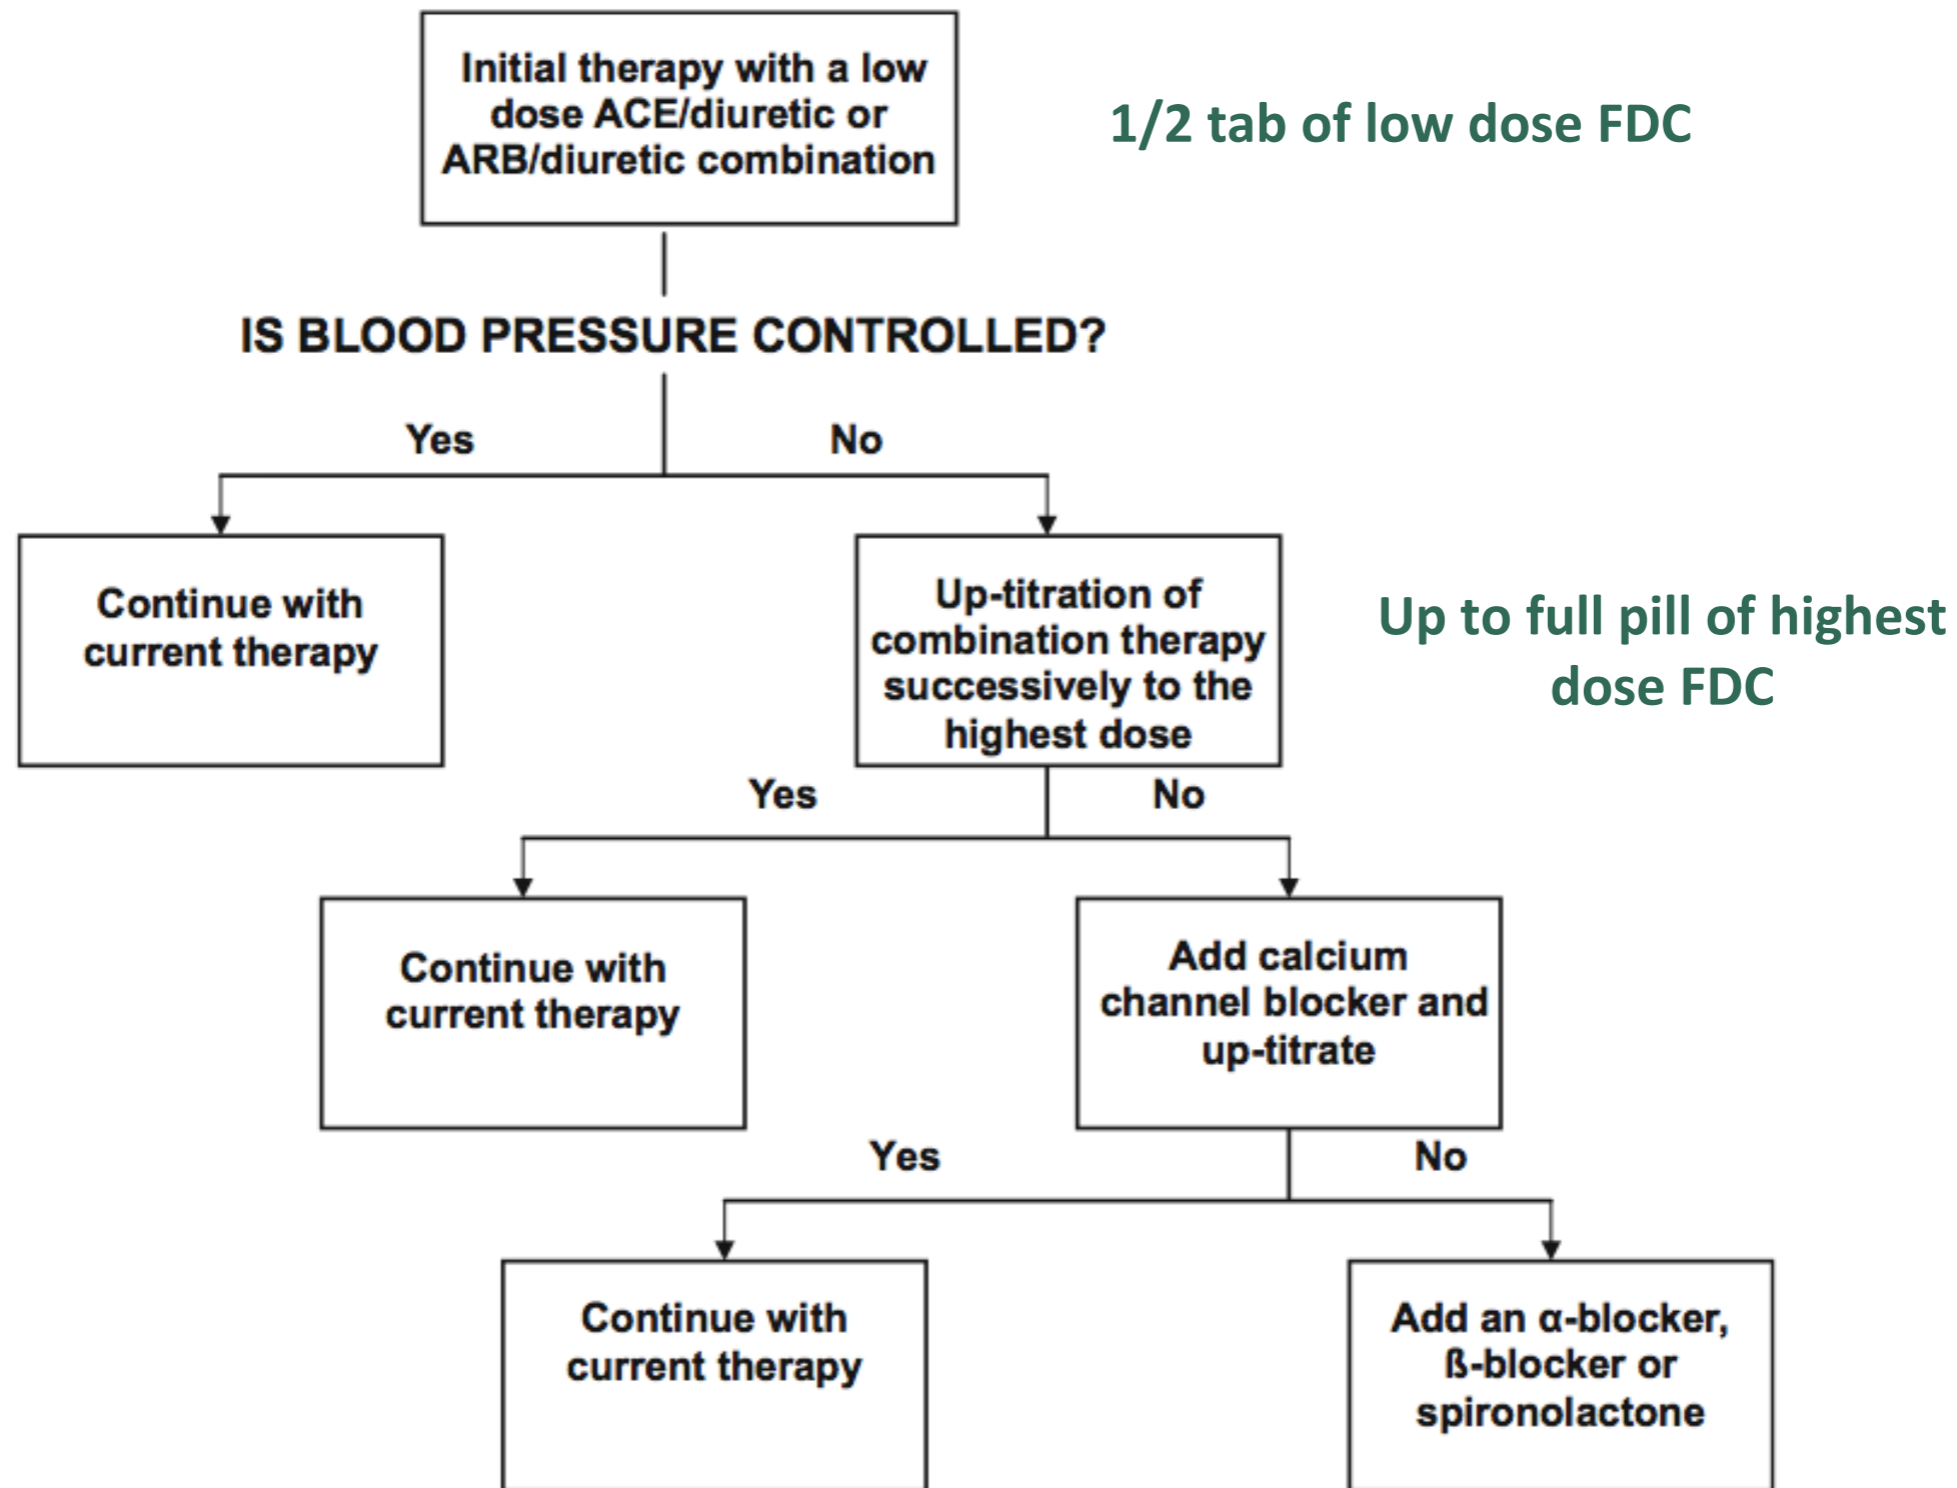 Initial therapy with a low
dose ACE/diuretic or
ARB/diuretic combination
1/2 tab of low dose FDC
IS BLOOD PRESSURE CONTROLLED?
Yes
No
Continue with
current therapy
Up-titration of
combination therapy
successively to the
highest dose
Up to full pill of highest
dose FDC
Yes
No
Continue with
current therapy
Add calcium
channel blocker and
up-titrate
Yes
No
Continue with
current therapy
Add an α-blocker,
ß-blocker or
spironolactone